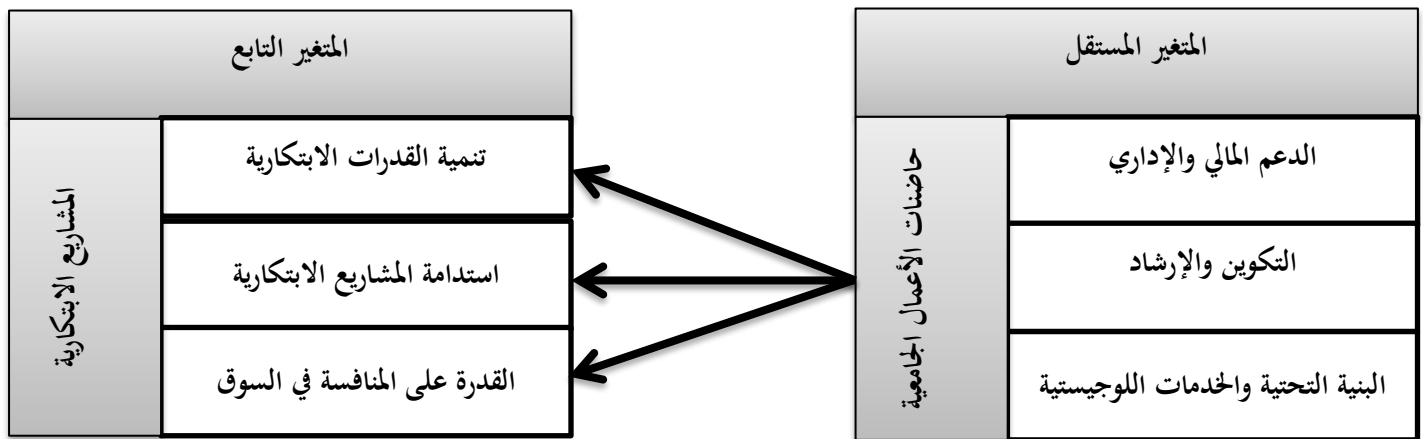 المتغير المستقل
حاضنات الأعمال الجامعية
الدعم المالي والإداري
التكوين والإرشاد
البنية التحتية والخدمات اللوجيستية
المتغير التابع
تنمية القدرات الابتكارية
استدامة المشاريع الابتكارية
القدرة على المنافسة في السوق
المشاريع الابتكارية